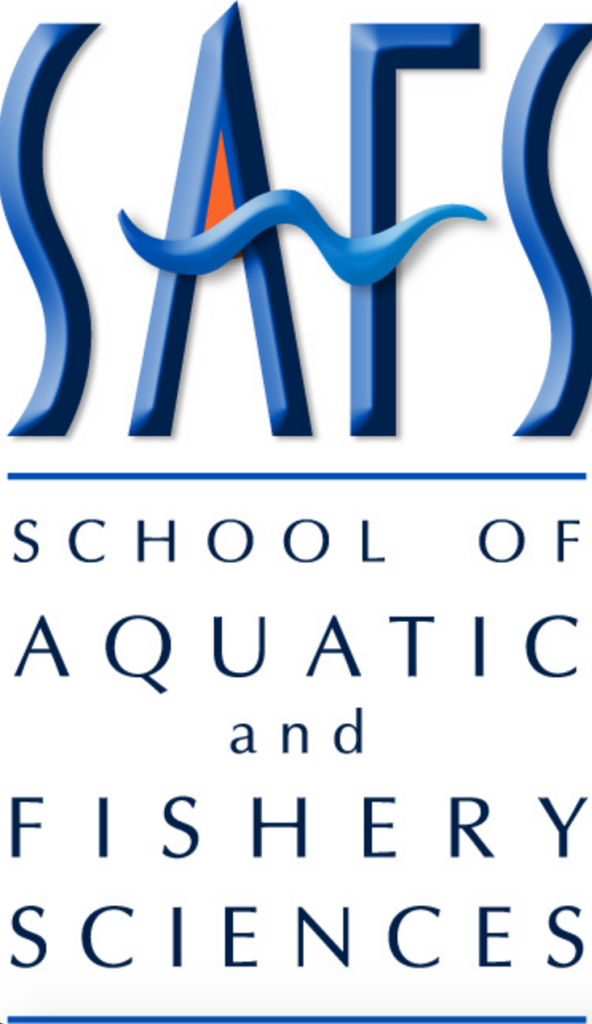 SAFS
SCHOOL OF
AQUATIC
and
FISHERY
SCIENCES